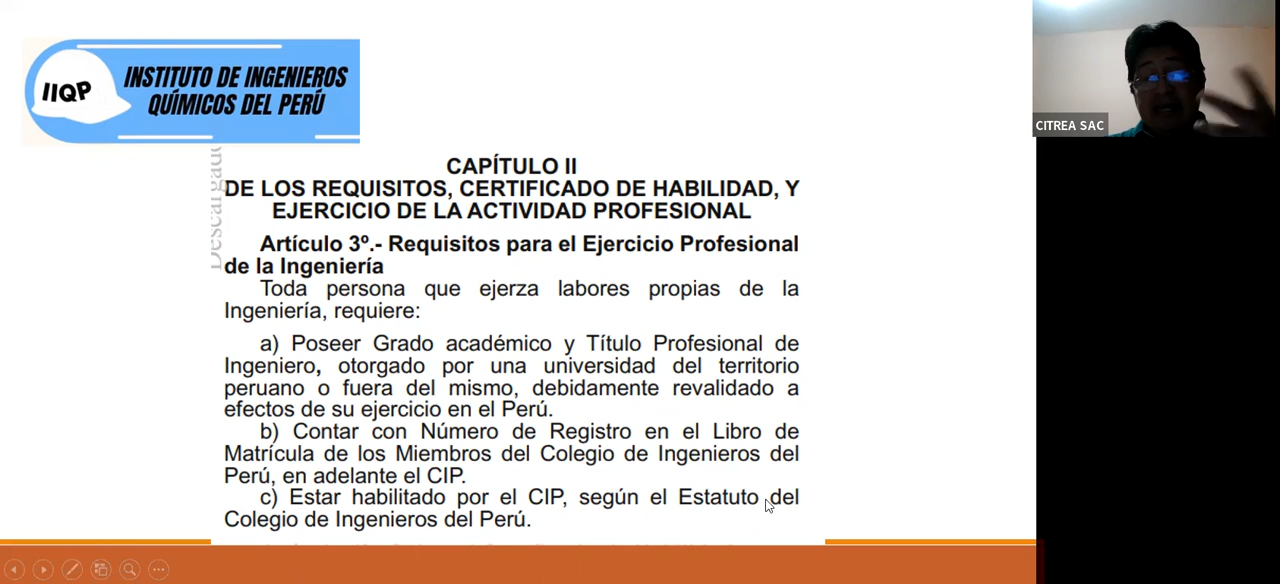 IIQP
INSTITUTO DE INGENIEROS
QUÍMICOS DEL PERÚ
CITREA SAC
Descargado
CAPÍTULO II
DE LOS REQUISITOS, CERTIFICADO DE HABILIDAD, Y
EJERCICIO DE LA ACTIVIDAD PROFESIONAL
Artículo 3º.- Requisitos para el Ejercicio Profesional
de la Ingeniería
Toda persona que ejerza labores propias de la
Ingeniería, requiere:
a) Poseer Grado académico y Título Profesional de
Ingeniero, otorgado por una universidad del territorio
peruano o fuera del mismo, debidamente revalidado a
efectos de su ejercicio en el Perú.
b) Contar con Número de Registro en el Libro de
Matrícula de los Miembros del Colegio de Ingenieros del
Perú, en adelante el CIP.
c) Estar habilitado por el CIP, según el Estatuto del
Colegio de Ingenieros del Perú.